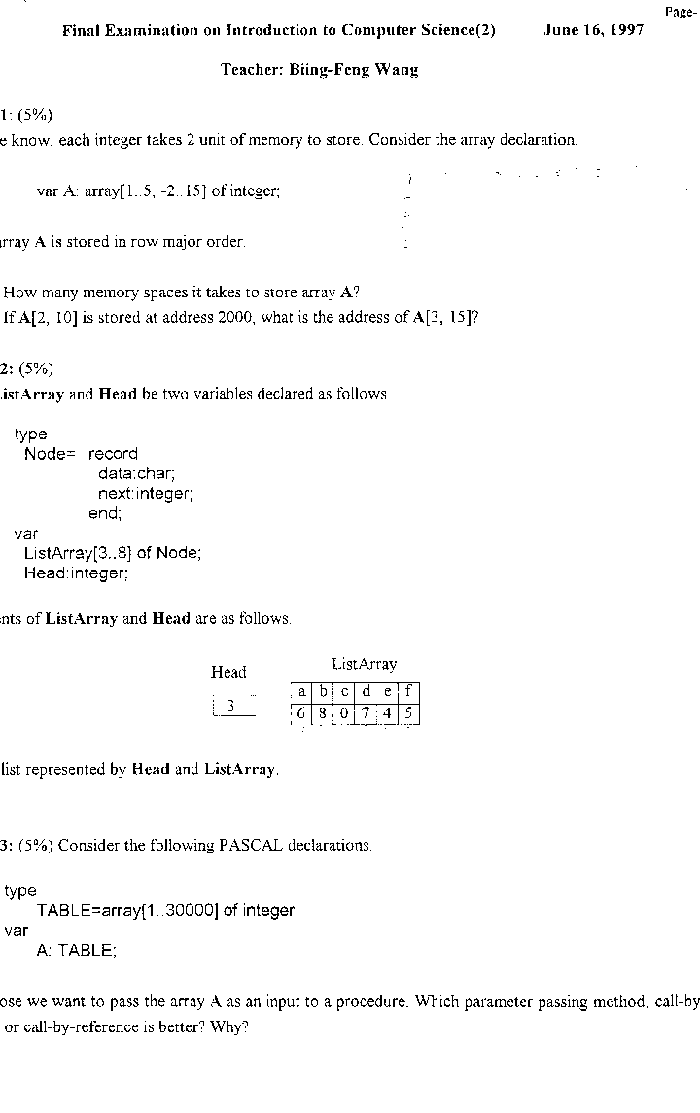 Page-
Final Examination on Introduction to Computer Science(2) June 16, 1997
Teacher: Biing-Feng Wang
1: (5%)
e know, each integer takes 2 unit of memory to store. Consider the array declaration.
var A: array[1..5, -2..15] of integer;
array A is stored in row major order.
How many memory spaces it takes to store array A?
If A[2, 10] is stored at address 2000, what is the address of A[3, 15]?
2: (5%)
ListArray and Head be two variables declared as follows
type
Node= record
data:char;
next:integer;
end;
var
ListArray[3..8] of Node;
Head:integer;
nts of ListArray and Head are as follows.
Head ListArray
a b c d e f
3 6 8 0 7 4 5
list represented by Head and ListArray.
3: (5%) Consider the following PASCAL declarations.
type
TABLE=array[1..30000] of integer
var
A: TABLE;
ose we want to pass the array A as an input to a procedure. Which parameter passing method, call-by
or call-by-reference is better? Why?